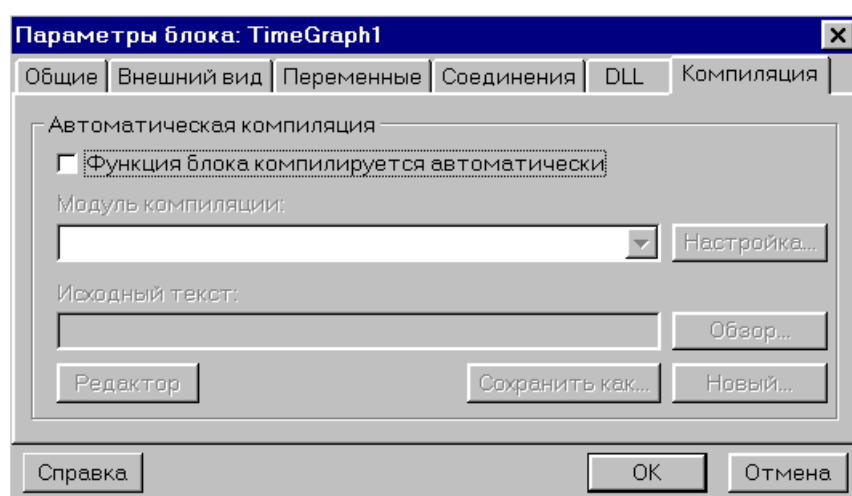 Параметры блока: TimeGraph1
Общие Внешний вид Переменные Соединения DLL Компиляция
Автоматическая компиляция
Функция блока компилируется автоматически
Модуль компиляции:
Настройка...
Исходный текст:
Обзор...
Редактор Сохранить как... Новый...
Справка OK Отмена